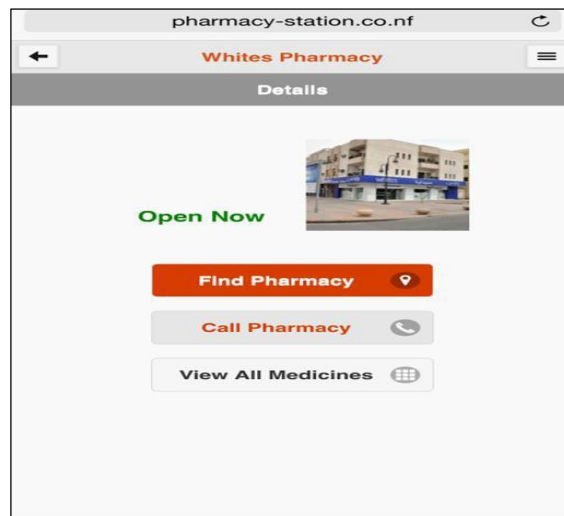 pharmacy-station.co.nf
Whites Pharmacy
Details
Open Now
Find Pharmacy
Call Pharmacy
View All Medicines